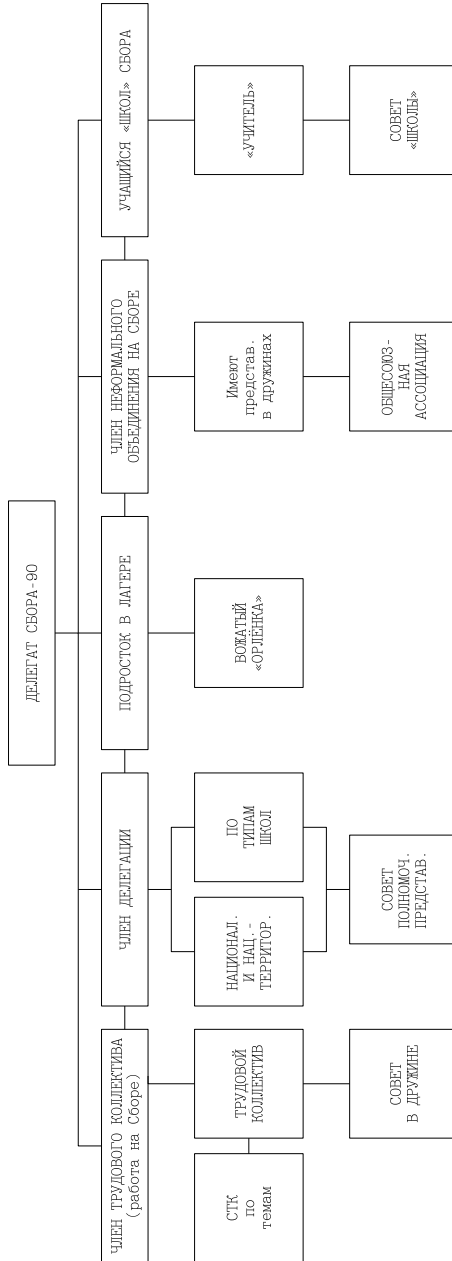 ДЕЛЕГАТ СБОРА-90
ЧЛЕН ТРУДОВОГО КОЛЛЕКТИВА
(работа на Сборе)
ЧЛЕН ДЕЛЕГАЦИИ
ПОДРОСТОК В ЛАГЕРЕ
ЧЛЕН НЕФОРМАЛЬНОГО
ОБЪЕДИНЕНИЯ НА СБОРЕ
УЧАЩИЙСЯ «ШКОЛ» СБОРА
СТК
по
темам
ТРУДОВОЙ
КОЛЛЕКТИВ
НАЦИОНАЛ.
И НАЦ.-
ТЕРРИТОР.
ПО
ТИПАМ
ШКОЛ
ВОЖАТЫЙ
«ОРЛЁНКА»
Имеют
представ.
в дружинах
«УЧИТЕЛЬ»
СОВЕТ
В ДРУЖИНЕ
СОВЕТ
ПОЛНОМОЧ.
ПРЕДСТАВ.
ОБЩЕСОЮЗ-
НАЯ
АССОЦИАЦИЯ
СОВЕТ
«ШКОЛЫ»